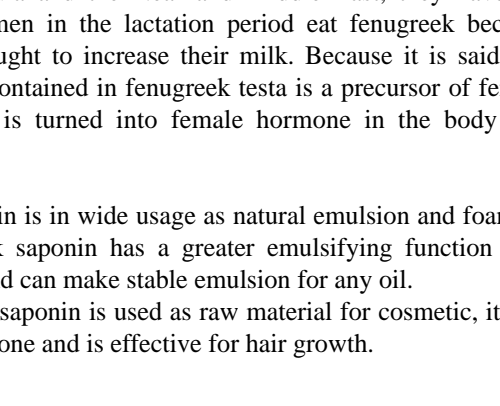 men in the lactation period eat fenugreek
ught to increase their milk. Because it is said
ontained in fenugreek testa is a precursor of
is turned into female hormone in the body
in is in wide usage as natural emulsion and
saponin has a greater emulsifying function
d can make stable emulsion for any oil.
saponin is used as raw material for cosmetic, it
one and is effective for hair growth.